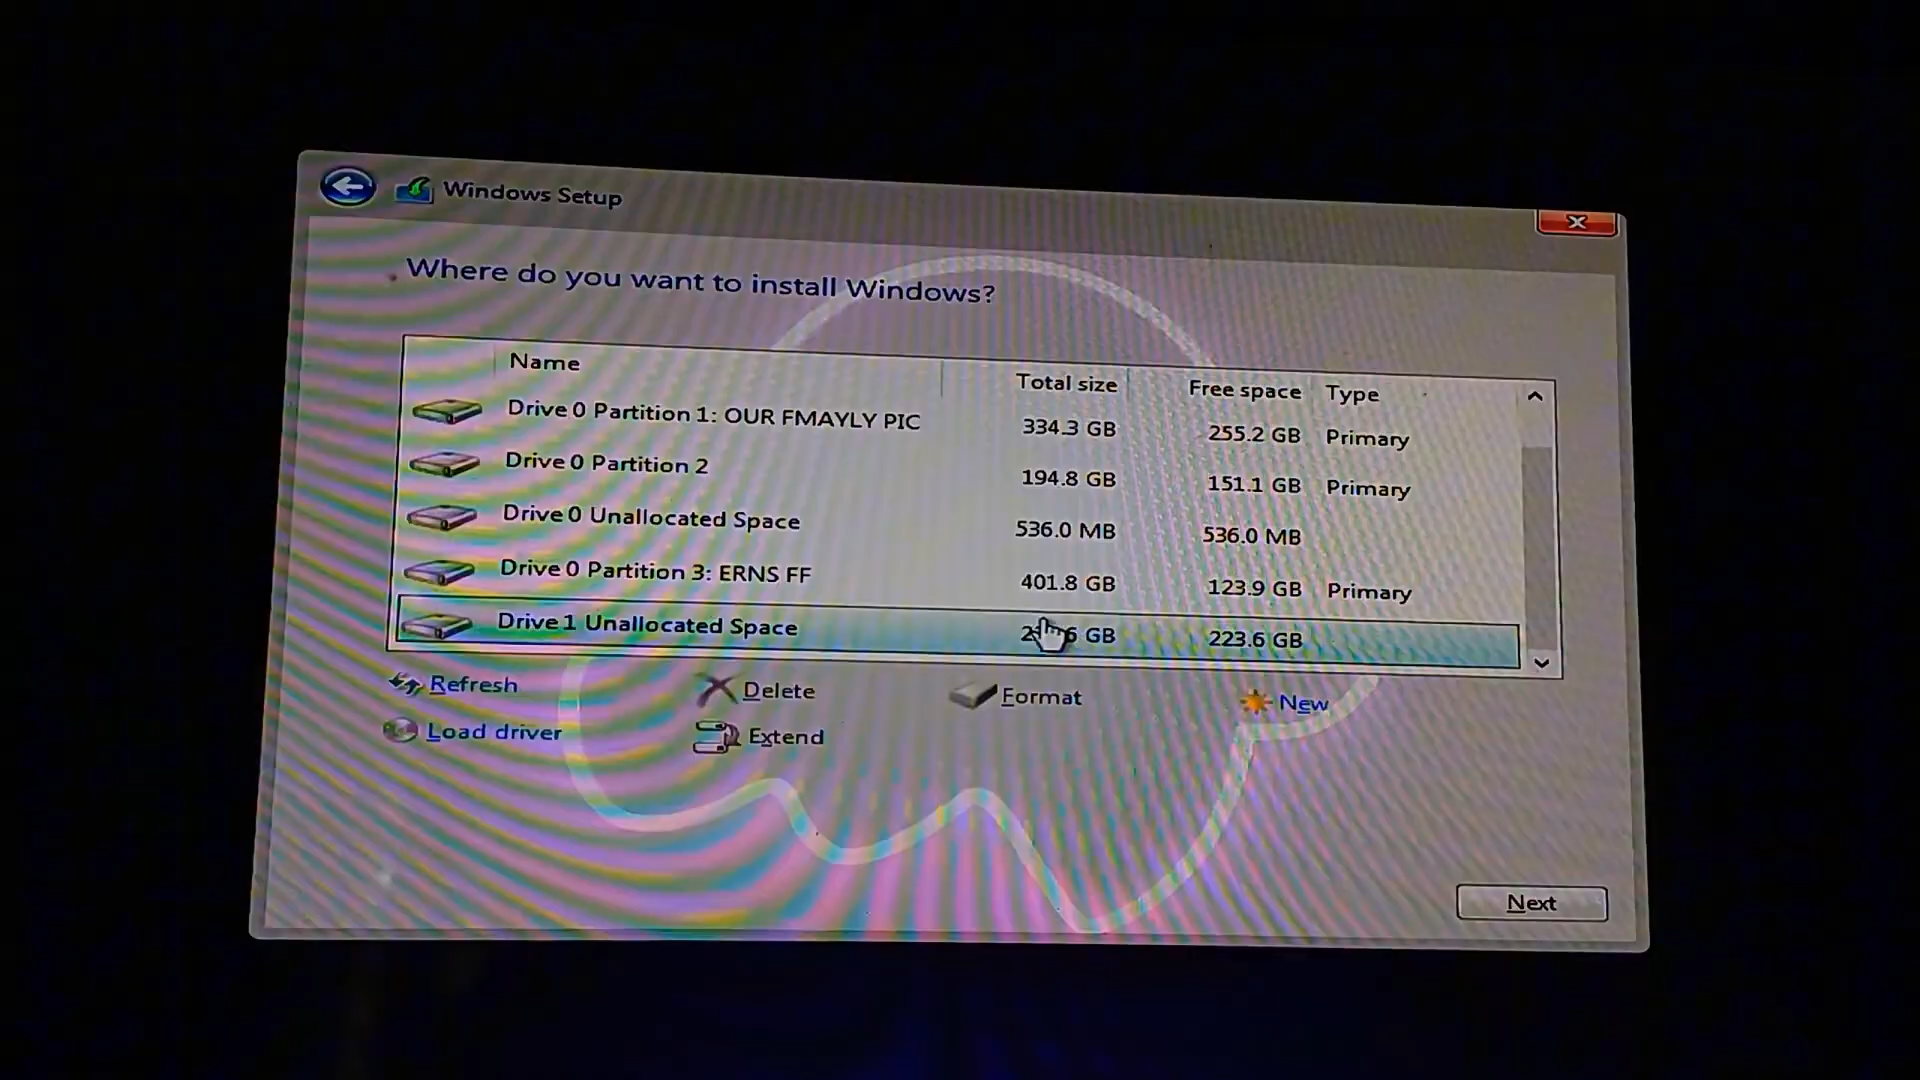 Windows Setup
Where do you want to install Windows?
Name Total size Free space Type
Drive 0 Partition 1: OUR FMAYLY PIC 334.3 GB 255.2 GB Primary
Drive 0 Partition 2 194.8 GB 151.1 GB Primary
Drive 0 Unallocated Space 536.0 MB 536.0 MB
Drive 0 Partition 3: ERNS FF 401.8 GB 123.9 GB Primary
Drive 1 Unallocated Space GB 223.6 GB
Refresh Delete Format New
Load driver Extend
Next